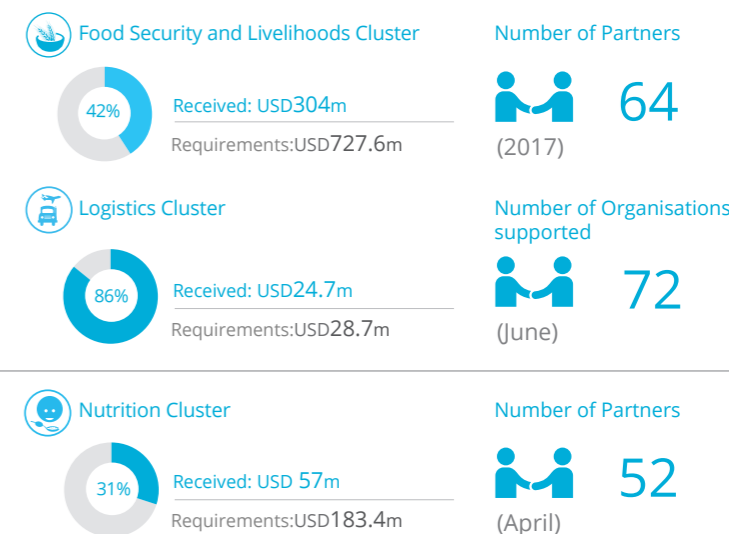 Food Security and Livelihoods Cluster
Number of Partners
42%
Received: USD304m
Requirements:USD727.6m
64
(2017)
Logistics Cluster
Number of Organisations
supported
86%
Received: USD24.7m
Requirements:USD28.7m
72
(June)
Nutrition Cluster
Number of Partners
31%
Received: USD 57m
Requirements:USD183.4m
52
(April)